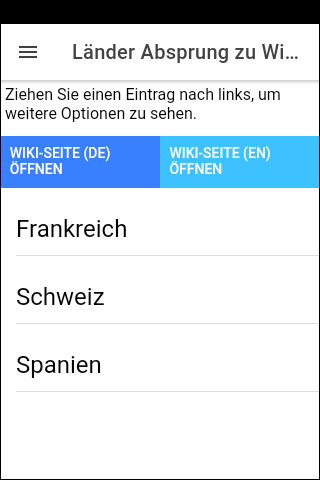 Länder Absprung zu Wi...
Ziehen Sie einen Eintrag nach links, um
weitere Optionen zu sehen.
WIKI-SEITE (DE)
ÖFFNEN
WIKI-SEITE (EN)
ÖFFNEN
Frankreich
Schweiz
Spanien